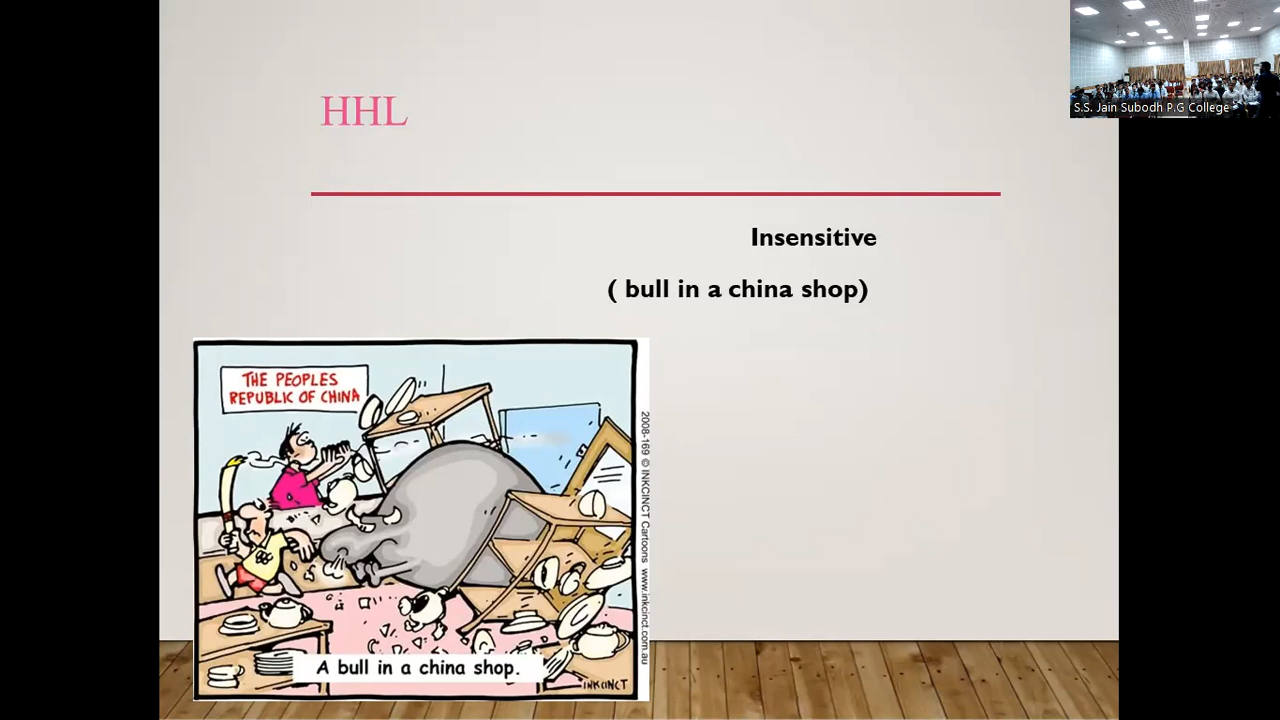 HHL
S.S. Jain Subodh P.G College
Insensitive
( bull in a china shop)
THE PEOPLES
REPUBLIC OF CHINA
2008-169 © INKCINCT Cartoons www.inkcinct.com.au
A bull in a china shop.
INKCINCT